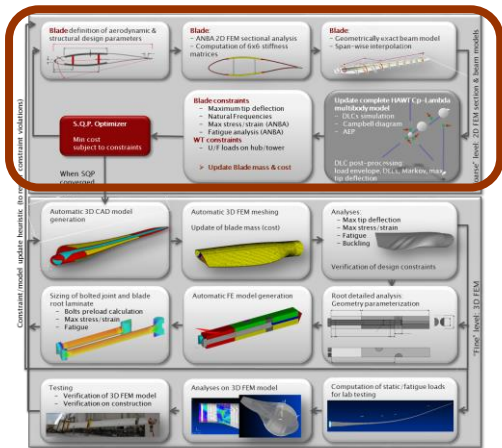 Blade: definition of aerodynamic &
structural design parameters
Blade:
- ANBA 2D FEM sectional analysis
- Computation of 6x6 stiffness
matrices
Blade:
- Geometrically exact beam model
- Span-wise interpolation
S.Q.P. Optimizer
Min cost
subject to constraints
Blade constraints
• Maximum tip deflection
• Natural Frequencies
• Max stress/strain (ANBA)
• Fatigue analysis (ANBA)
WT constraints
• U/F loads on hub/tower
➢ Update Blade mass & cost
Update complete HAWT Cp-Lambda
multibody model
- DLCs simulation
- Campbell diagram
- AEP
DLC post-processing:
load envelope, DELs, Markov, max
tip deflection
level: 2D FEM section & beam models
When SQP
converged
Constraint/model update heuristic (to constraint violations)
Automatic 3D CAD model
generation
Automatic 3D FEM meshing
Update of blade mass (cost)
Analyses:
- Max tip deflection
- Max stress/strain
- Fatigue
- Buckling
Verification of design constraints
Sizing of bolted joint and blade
root laminate
- Bolts preload calculation
- Max stress/strain
- Fatigue
Automatic FE model generation
Root detailed analysis:
Geometry parameterization
"Fine" level: 3D FEM
Testing
- Verification of 3D FEM model
- Verification on construction
Analyses on 3D FEM model
Computation of static/fatigue loads
for lab testing